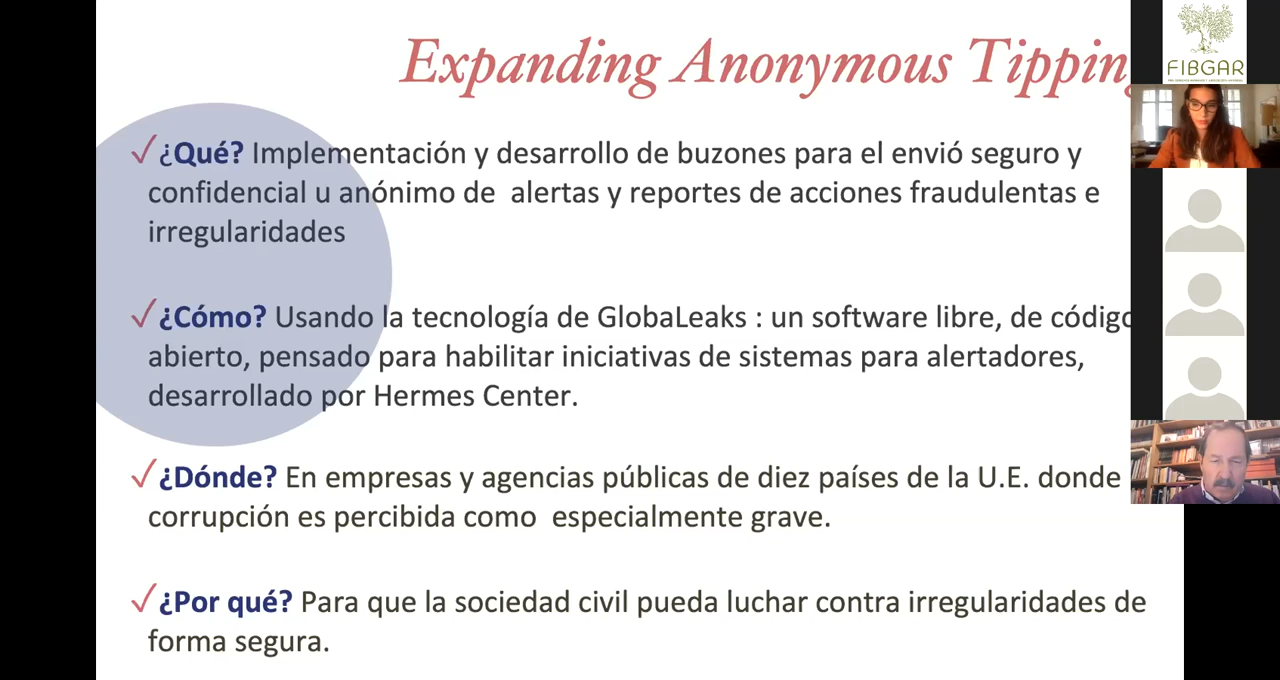 Expanding Anonymous Tippin
✓¿Qué? Implementación y desarrollo de buzones para el envió seguro y
confidencial u anónimo de alertas y reportes de acciones fraudulentas e
irregularidades
✓¿Cómo? Usando la tecnología de GlobaLeaks : un software libre, de código
abierto, pensado para habilitar iniciativas de sistemas para alertadores,
desarrollado por Hermes Center.
✓¿Dónde? En empresas y agencias públicas de diez países de la U.E. donde
corrupción es percibida como especialmente grave.
✓¿Por qué? Para que la sociedad civil pueda luchar contra irregularidades de
forma segura.
FIBGAR